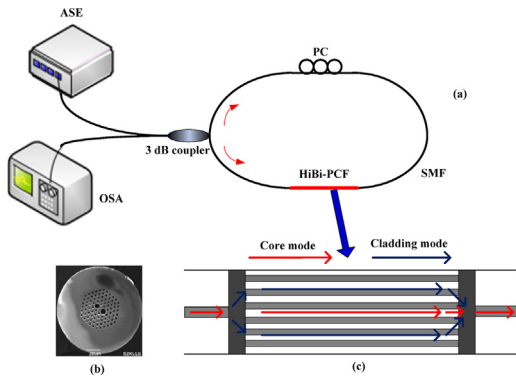 ASE
PC
(a)
3 dB coupler
HiBi-PCF
SMF
OSA
Core mode
Cladding mode
(b)
(c)